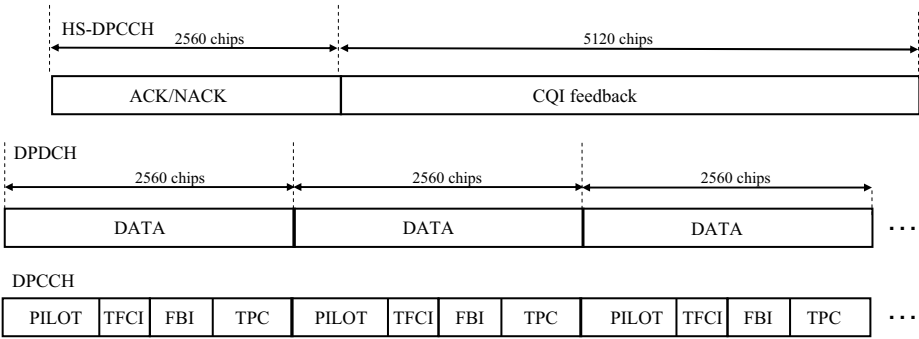 HS-DPCCH
2560 chips 5120 chips
ACK/NACK CQI feedback
DPDCH
2560 chips 2560 chips 2560 chips
DATA DATA DATA ...
DPCCH
PILOT TFCI FBI TPC PILOT TFCI FBI TPC PILOT TFCI FBI TPC ...